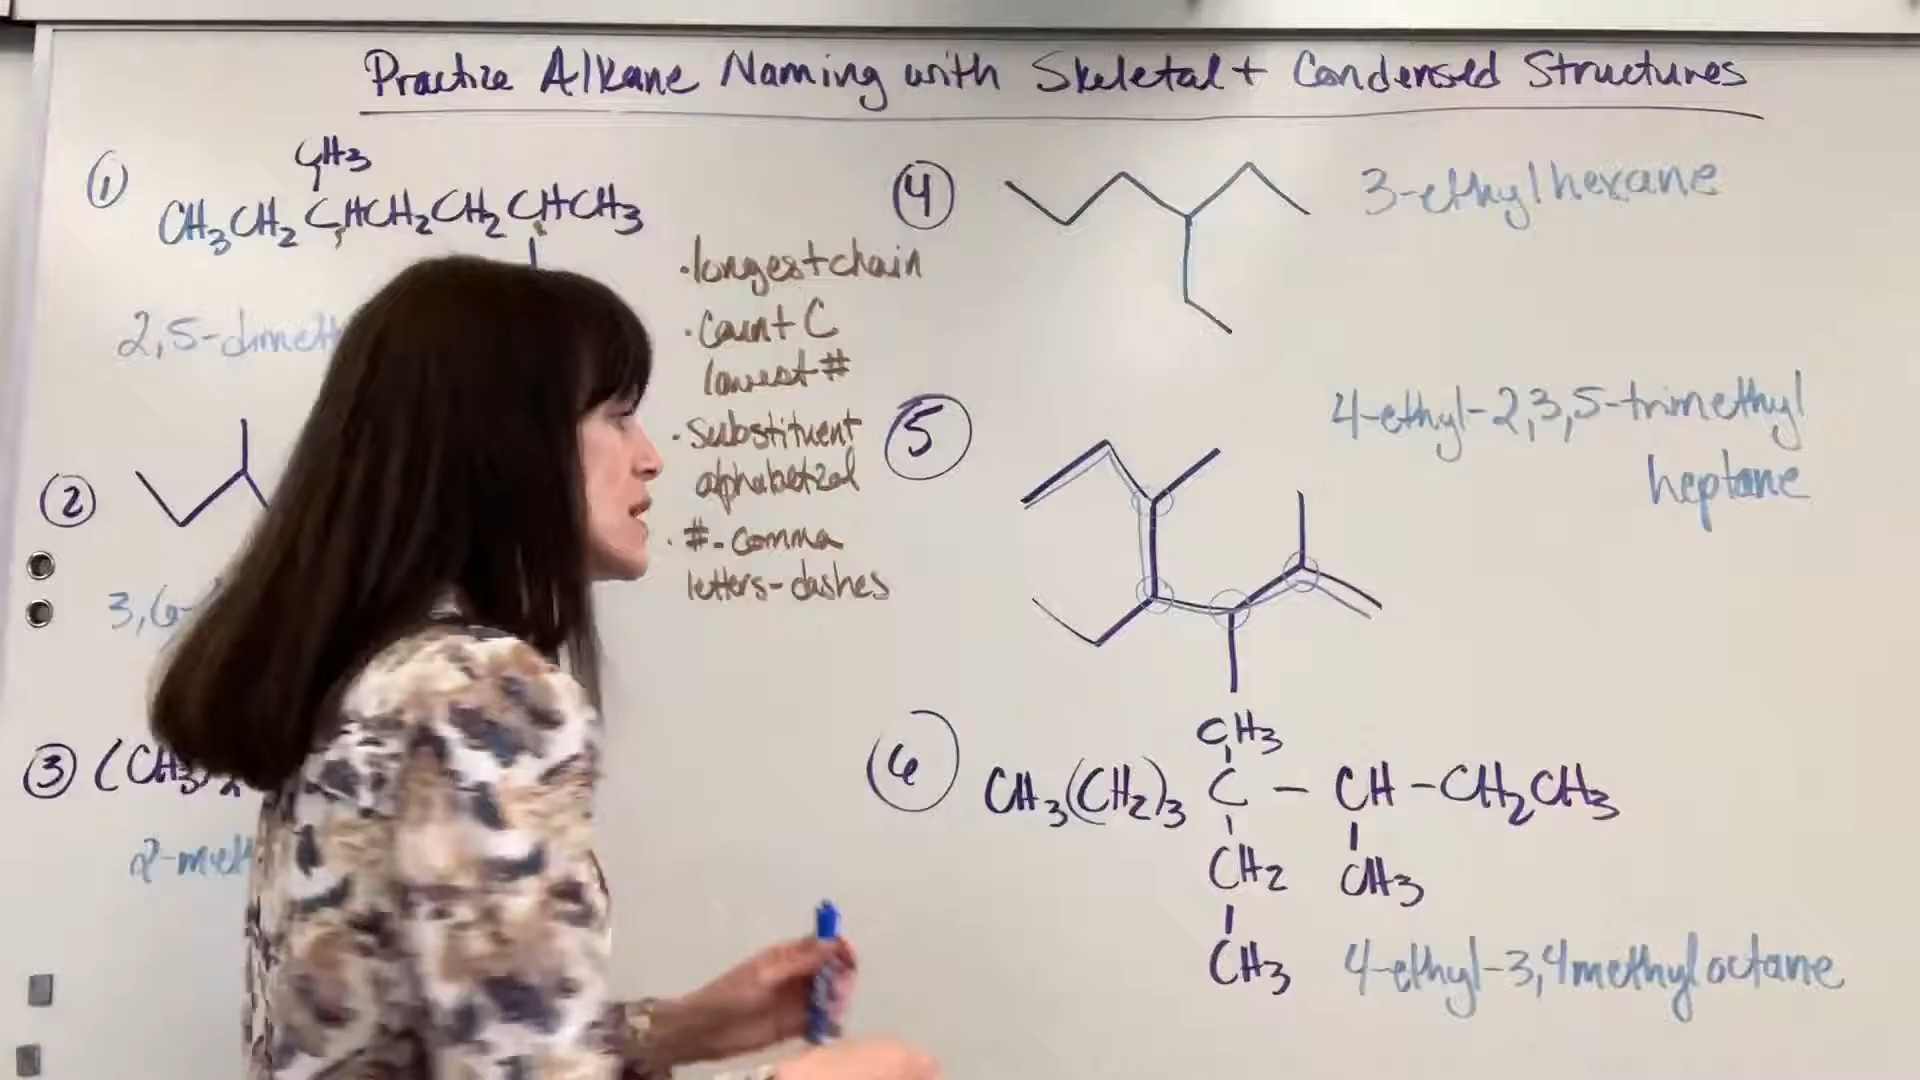 Practice Alkane Naming with Skeletal + Condensed Structures
①
CH3
CH3CH2CHCH2CH2CHCH3
2,5-dimeth
②
3,6-
③ (CH3)2
2-meth
·longest chain
·Count C
lowest #
·substituent
alphabetical
· #-comma
letters-dashes
④ 3-ethylhexane
⑤ 4-ethyl-2,3,5-trimethyl
heptane
⑥
CH3
CH3(CH2)3 C - CH - CH2CH3
CH2 CH3
CH3 4-ethyl-3,4methyloctane